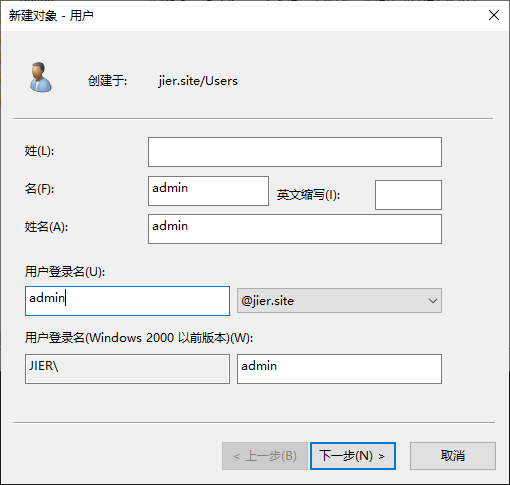 新建对象 - 用户
创建于: jier.site/Users
姓(L):
名(F): admin 英文缩写(I):
姓名(A): admin
用户登录名(U):
admin @jier.site
用户登录名(Windows 2000 以前版本)(W):
JIER\ admin
< 上一步(B) 下一步(N) > 取消